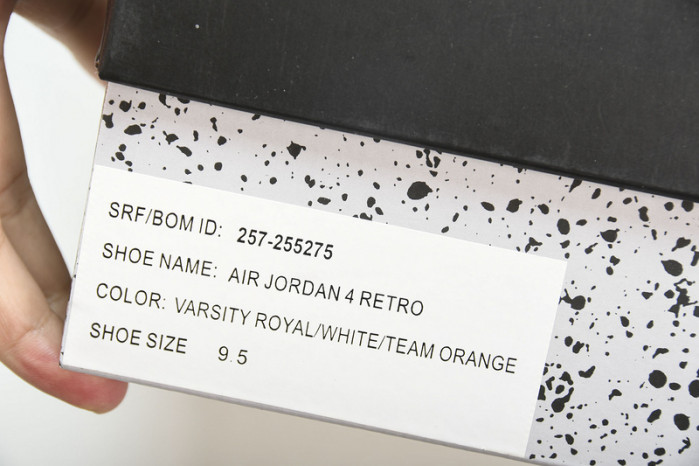 SRF/BOM ID: 257-255275
SHOE NAME: AIR JORDAN 4 RETRO
COLOR: VARSITY ROYAL/WHITE/TEAM ORANGE
SHOE SIZE 9.5